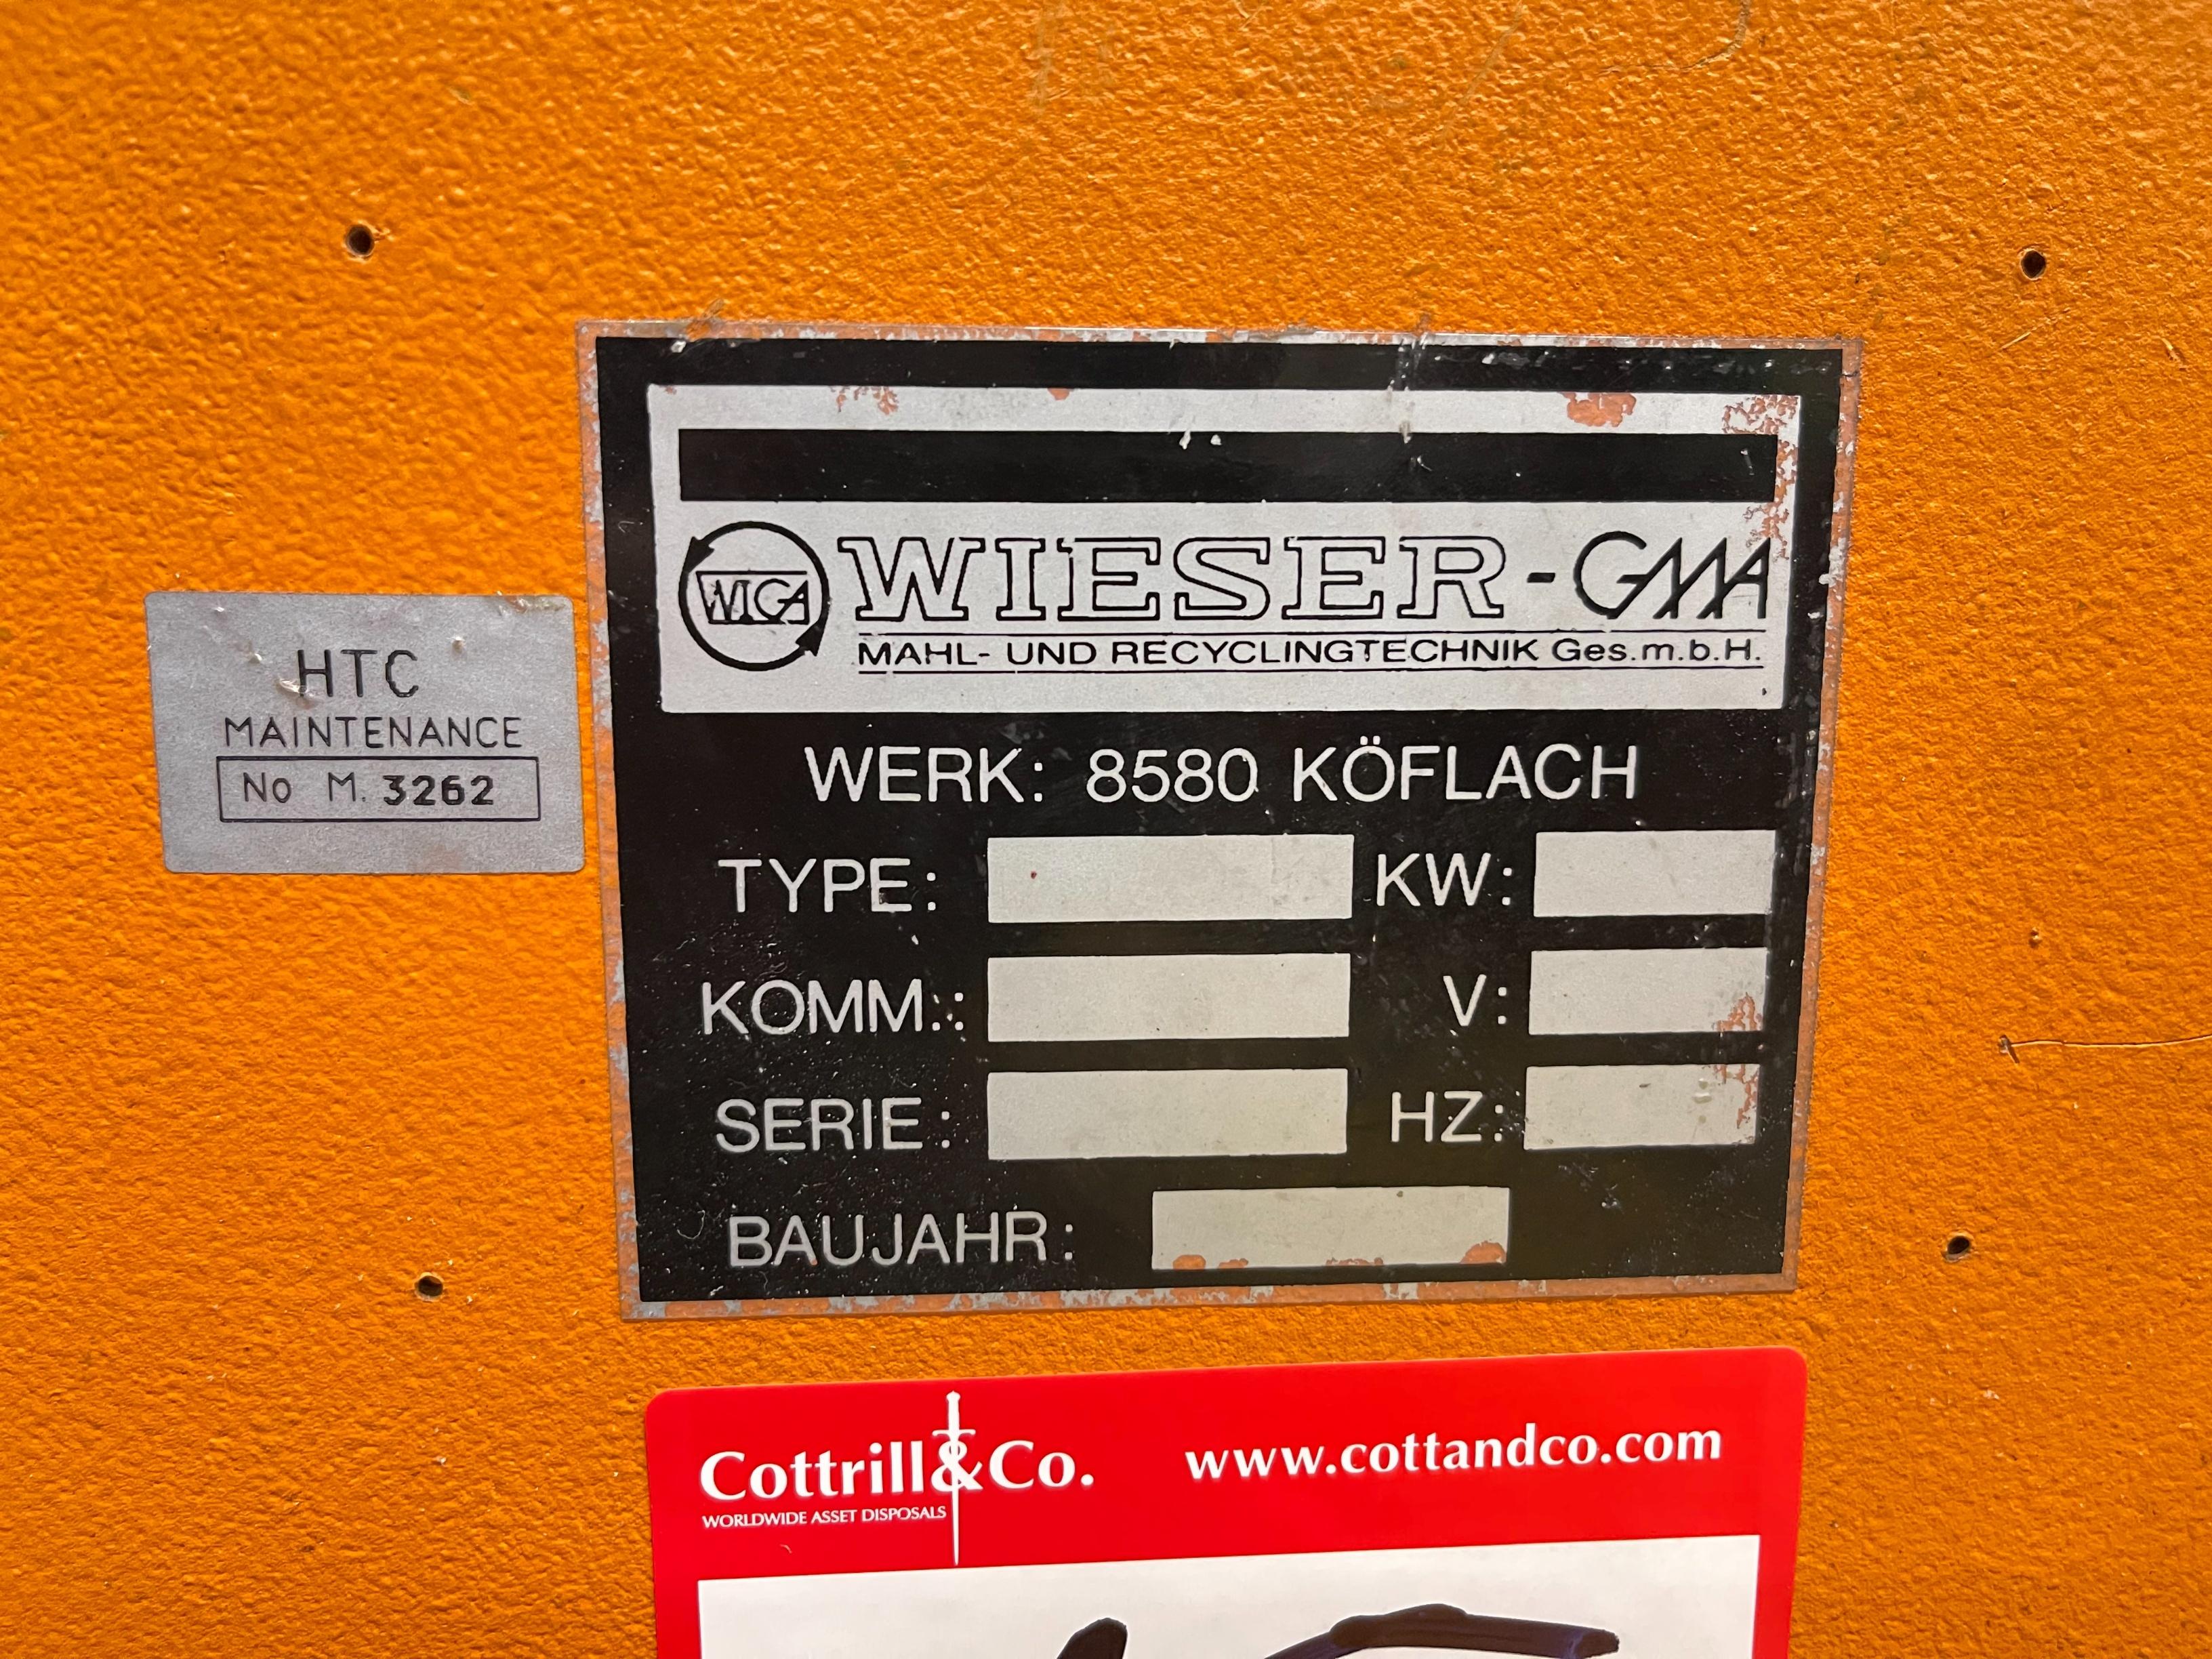 HTC
MAINTENANCE
No M. 3262
WIGA
WIESER-GMA
MAHL- UND RECYCLINGTECHNIK Ges.m.b.H.
WERK: 8580 KÖFLACH
TYPE:
KW:
KOMM.:
V:
SERIE:
HZ:
BAUJAHR:
Cottrill&Co.
WORLDWIDE ASSET DISPOSALS
www.cottandco.com